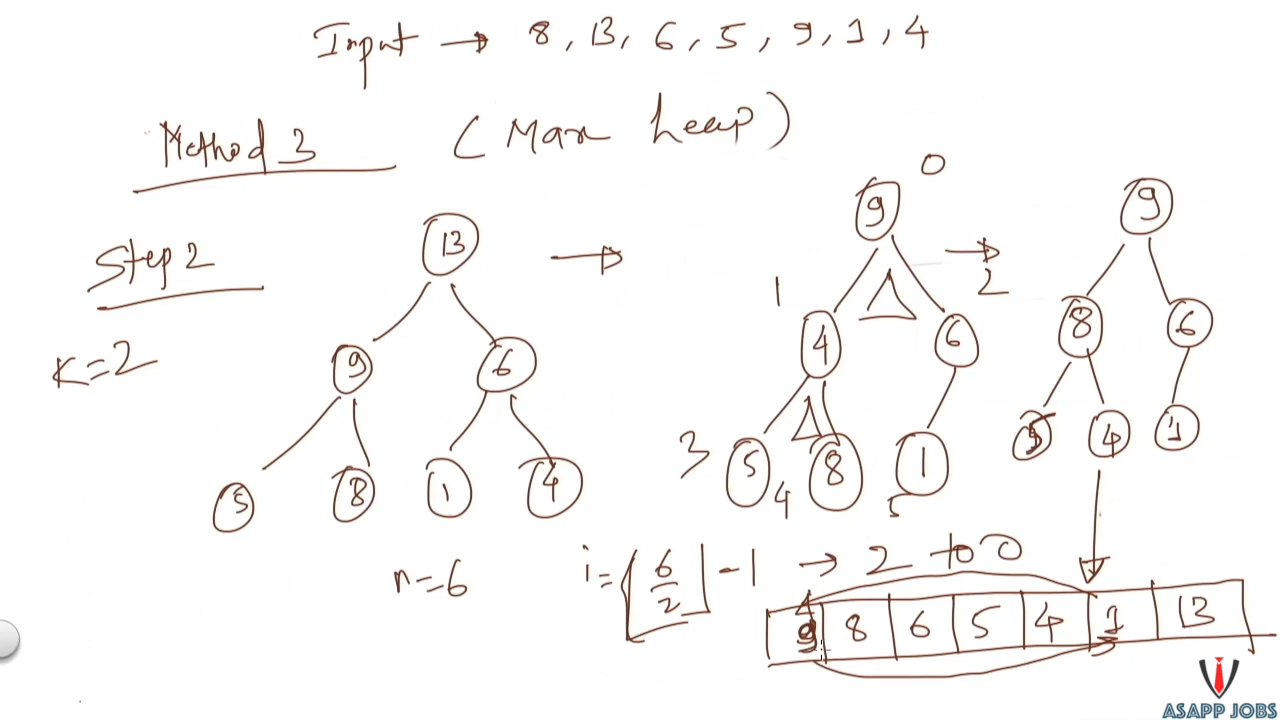 Input → 8, 13, 6, 5, 9, 1, 4
Method 3 (Max heap)
Step 2
K=2
13 →
9 6
5 8 1 4
0
9 →
1 2
4 6
3
5 8 1
4 5
9
8 6
5 4 1
n=6
i = ⌊6/2⌋ - 1 → 2 to 0
8 6 5 4 13
ASAPP JOBS